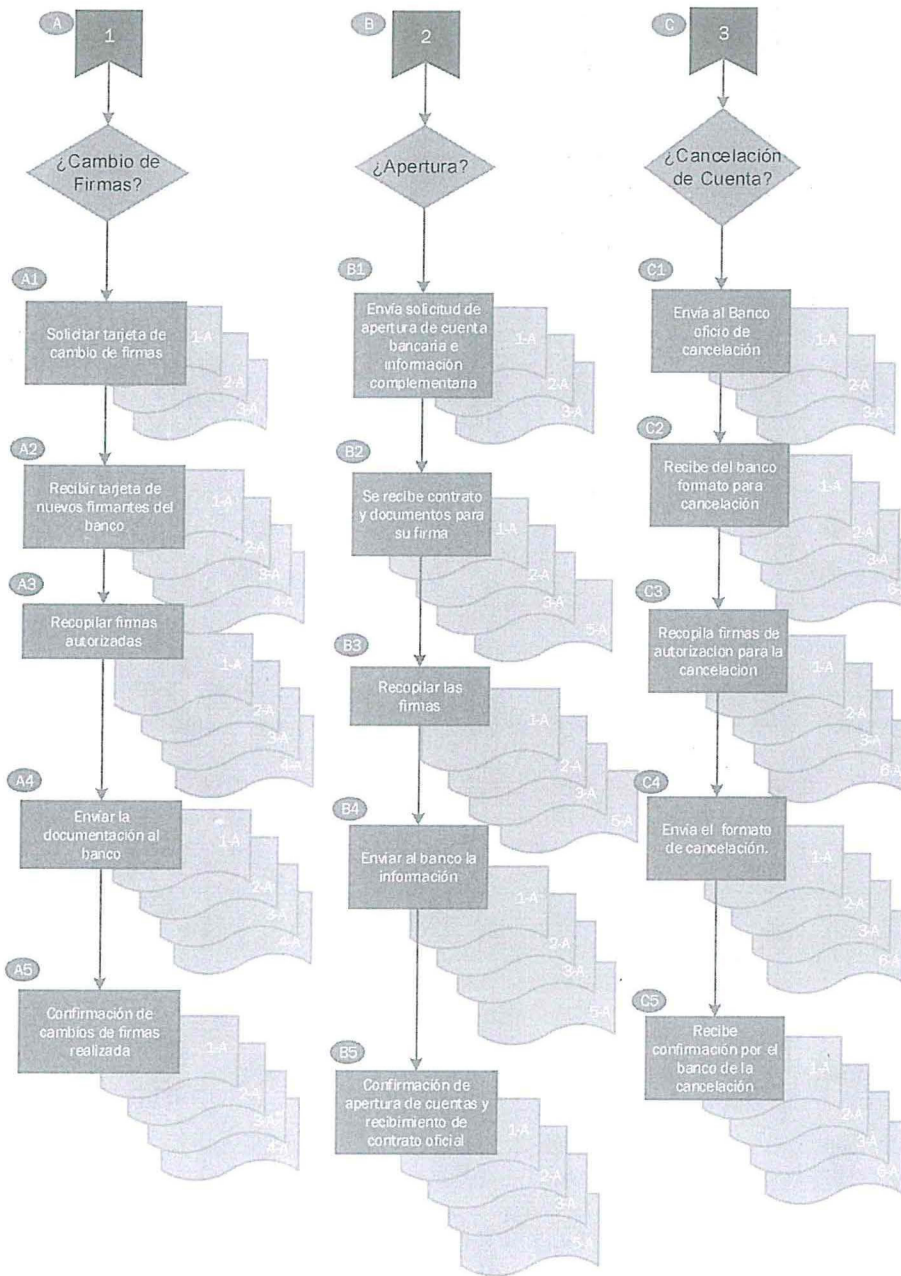 A
1
¿Cambio de
Firmas?
A1
Solicitar tarjeta de
cambio de firmas
1-A
2-A
3-A
A2
Recibir tarjeta de
nuevos firmantes del
banco
1-A
2-A
3-A
4-A
A3
Recopilar firmas
autorizadas
1-A
2-A
3-A
4-A
A4
Enviar la
documentación al
banco
1-A
2-A
3-A
4-A
A5
Confirmación de
cambios de firmas
realizada
1-A
2-A
3-A
4-A
B
2
¿Apertura?
B1
Envía solicitud de
apertura de cuenta
bancaria e
información
complementaria
1-A
2-A
3-A
B2
Se recibe contrato
y documentos para
su firma
1-A
2-A
3-A
5-A
B3
Recopilar las
firmas
1-A
2-A
3-A
5-A
B4
Enviar al banco la
información
1-A
2-A
3-A
5-A
B5
Confirmación de
apertura de cuentas y
recibimiento de
contrato oficial
1-A
2-A
3-A
5-A
C
3
¿Cancelación
de Cuenta?
C1
Envía al Banco
oficio de
cancelación
1-A
2-A
3-A
C2
Recibe del banco
formato para
cancelación
1-A
2-A
3-A
6-A
C3
Recopila firmas de
autorizacion para la
cancelacion
1-A
2-A
3-A
6-A
C4
Envía el formato
de cancelación.
1-A
2-A
3-A
6-A
C5
Recibe
confirmación por el
banco de la
cancelación
1-A
2-A
3-A
6-A